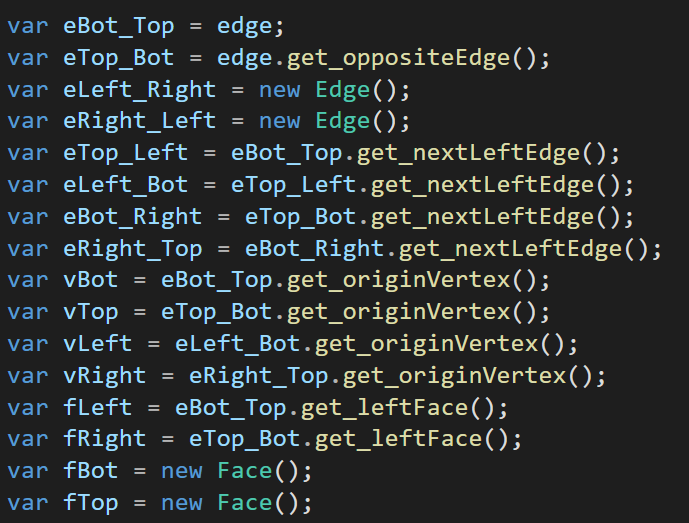 var eBot_Top = edge;
var eTop_Bot = edge.get_oppositeEdge();
var eLeft_Right = new Edge();
var eRight_Left = new Edge();
var eTop_Left = eBot_Top.get_nextLeftEdge();
var eLeft_Bot = eTop_Left.get_nextLeftEdge();
var eBot_Right = eTop_Bot.get_nextLeftEdge();
var eRight_Top = eBot_Right.get_nextLeftEdge();
var vBot = eBot_Top.get_originVertex();
var vTop = eTop_Bot.get_originVertex();
var vLeft = eLeft_Bot.get_originVertex();
var vRight = eRight_Top.get_originVertex();
var fLeft = eBot_Top.get_leftFace();
var fRight = eTop_Bot.get_leftFace();
var fBot = new Face();
var fTop = new Face();